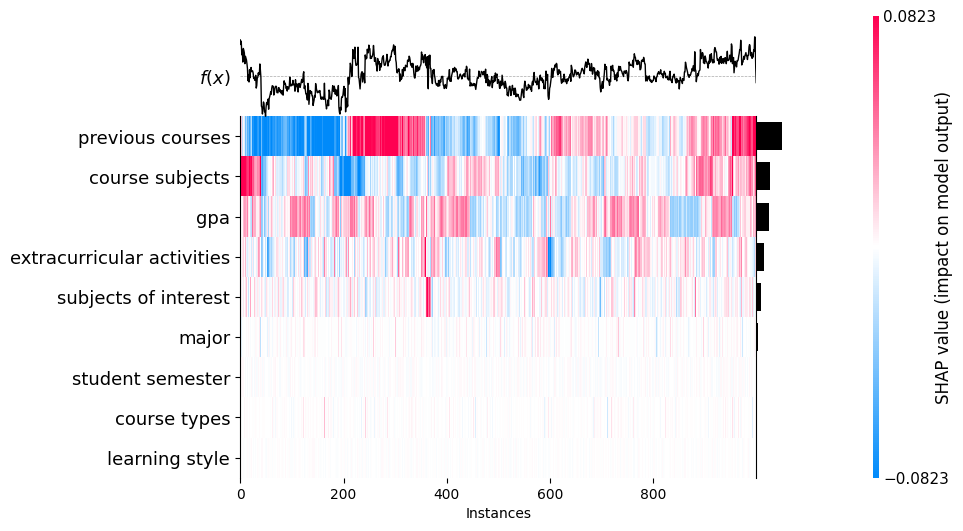 0.0823
f(x)
previous courses
course subjects
gpa
extracurricular activities
subjects of interest
major
student semester
course types
learning style
SHAP value (impact on model output)
−0.0823
0 200 400 600 800
Instances